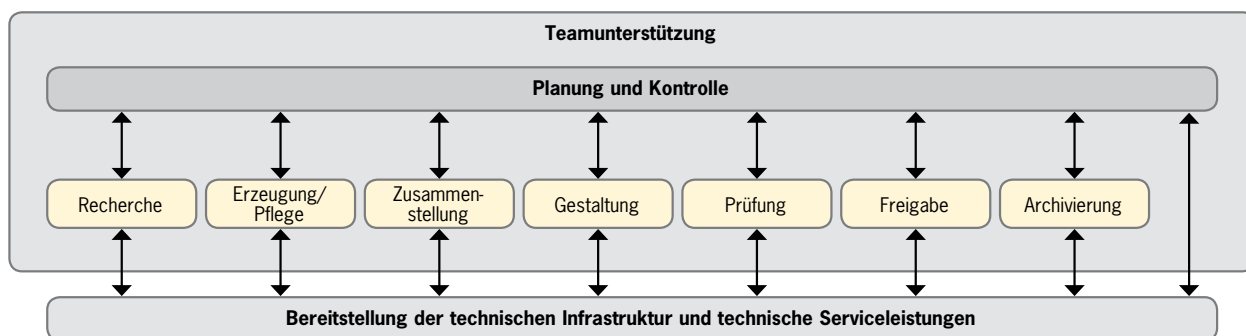 Teamunterstützung
Planung und Kontrolle
Recherche
Erzeugung/
Pflege
Zusammen-
stellung
Gestaltung
Prüfung
Freigabe
Archivierung
Bereitstellung der technischen Infrastruktur und technische Serviceleistungen